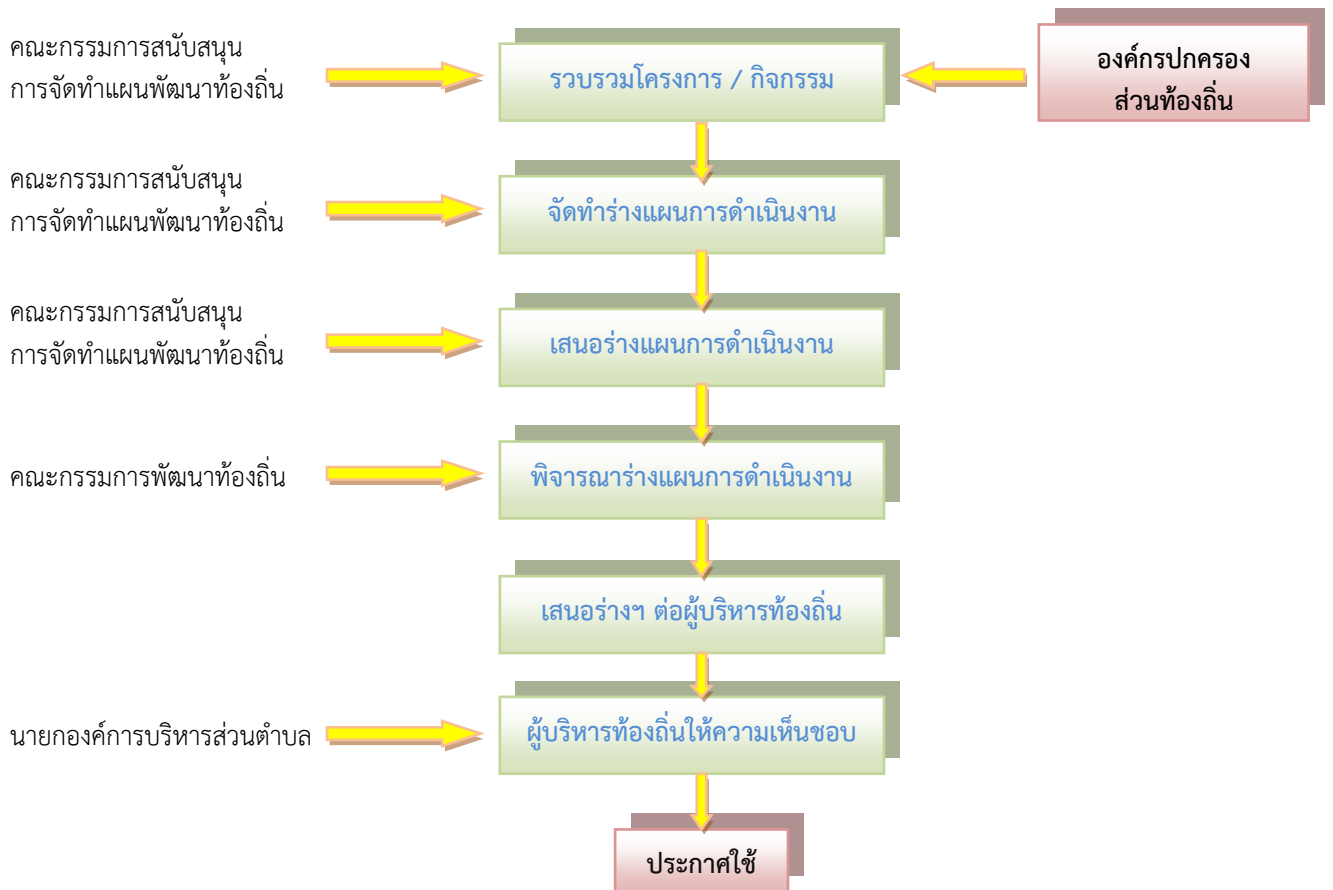 คณะกรรมการสนับสนุน
การจัดทำแผนพัฒนาท้องถิ่น
รวบรวมโครงการ / กิจกรรม
องค์กรปกครอง
ส่วนท้องถิ่น
คณะกรรมการสนับสนุน
การจัดทำแผนพัฒนาท้องถิ่น
จัดทำร่างแผนการดำเนินงาน
คณะกรรมการสนับสนุน
การจัดทำแผนพัฒนาท้องถิ่น
เสนอร่างแผนการดำเนินงาน
คณะกรรมการพัฒนาท้องถิ่น
พิจารณาร่างแผนการดำเนินงาน
เสนอร่างฯ ต่อผู้บริหารท้องถิ่น
นายกองค์การบริหารส่วนตำบล
ผู้บริหารท้องถิ่นให้ความเห็นชอบ
ประกาศใช้